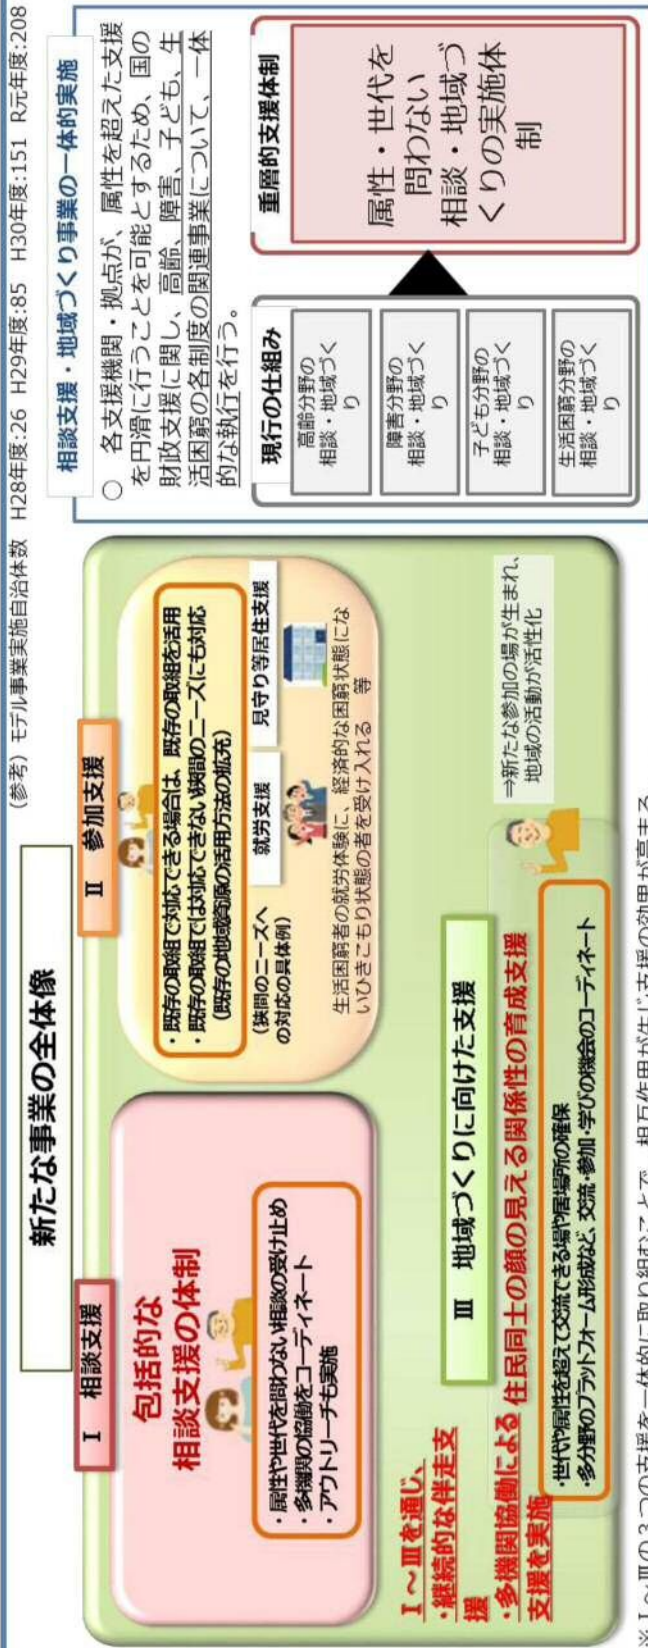 (参考) モデル事業実施自治体数 H28年度:26 H29年度:85 H30年度:151 R元年度:208
新たな事業の全体像
Ⅰ 相談支援
包括的な
相談支援の体制
・属性や世代を問わない相談の受け止め
・多機関の協働をコーディネート
・アウトリーチも実施
Ⅱ 参加支援
・既存の取組で対応できる場合は、既存の取組を活用
・既存の取組では対応できない狭間のニーズにも対応
(既存の地域資源の活用方法の拡充)
(狭間のニーズへ
の対応の具体例)
就労支援
見守り等居住支援
生活困窮者の就労体験に、経済的な困窮状態にな
いひきこもり状態の者を受け入れる 等
Ⅰ～Ⅲを通じ、
・継続的な伴走支
援
・多機関協働による
支援を実施
Ⅲ 地域づくりに向けた支援
住民同士の顔の見える関係性の育成支援
・世代や属性を超えて交流できる場や居場所の確保
・多分野のプラットフォーム形成など、交流・参加・学びの機会のコーディネート
⇒新たな参加の場が生まれ、
地域の活動が活性化
※Ⅰ～Ⅲの3つの支援を一体的に取り組むことで、相互作用が生じ支援の効果が高まる
相談支援・地域づくり事業の一体的実施
○ 各支援機関・拠点が、属性を超えた支援
を円滑に行うことを可能とするため、国の
財政支援に関し、高齢、障害、子ども、生
活困窮の各制度の関連事業について、一体
的な執行を行う。
現行の仕組み
高齢分野の
相談・地域づく
り
障害分野の
相談・地域づく
り
子ども分野の
相談・地域づく
り
生活困窮分野の
相談・地域づく
り
重層的支援体制
属性・世代を
問わない
相談・地域づ
くりの実施体
制